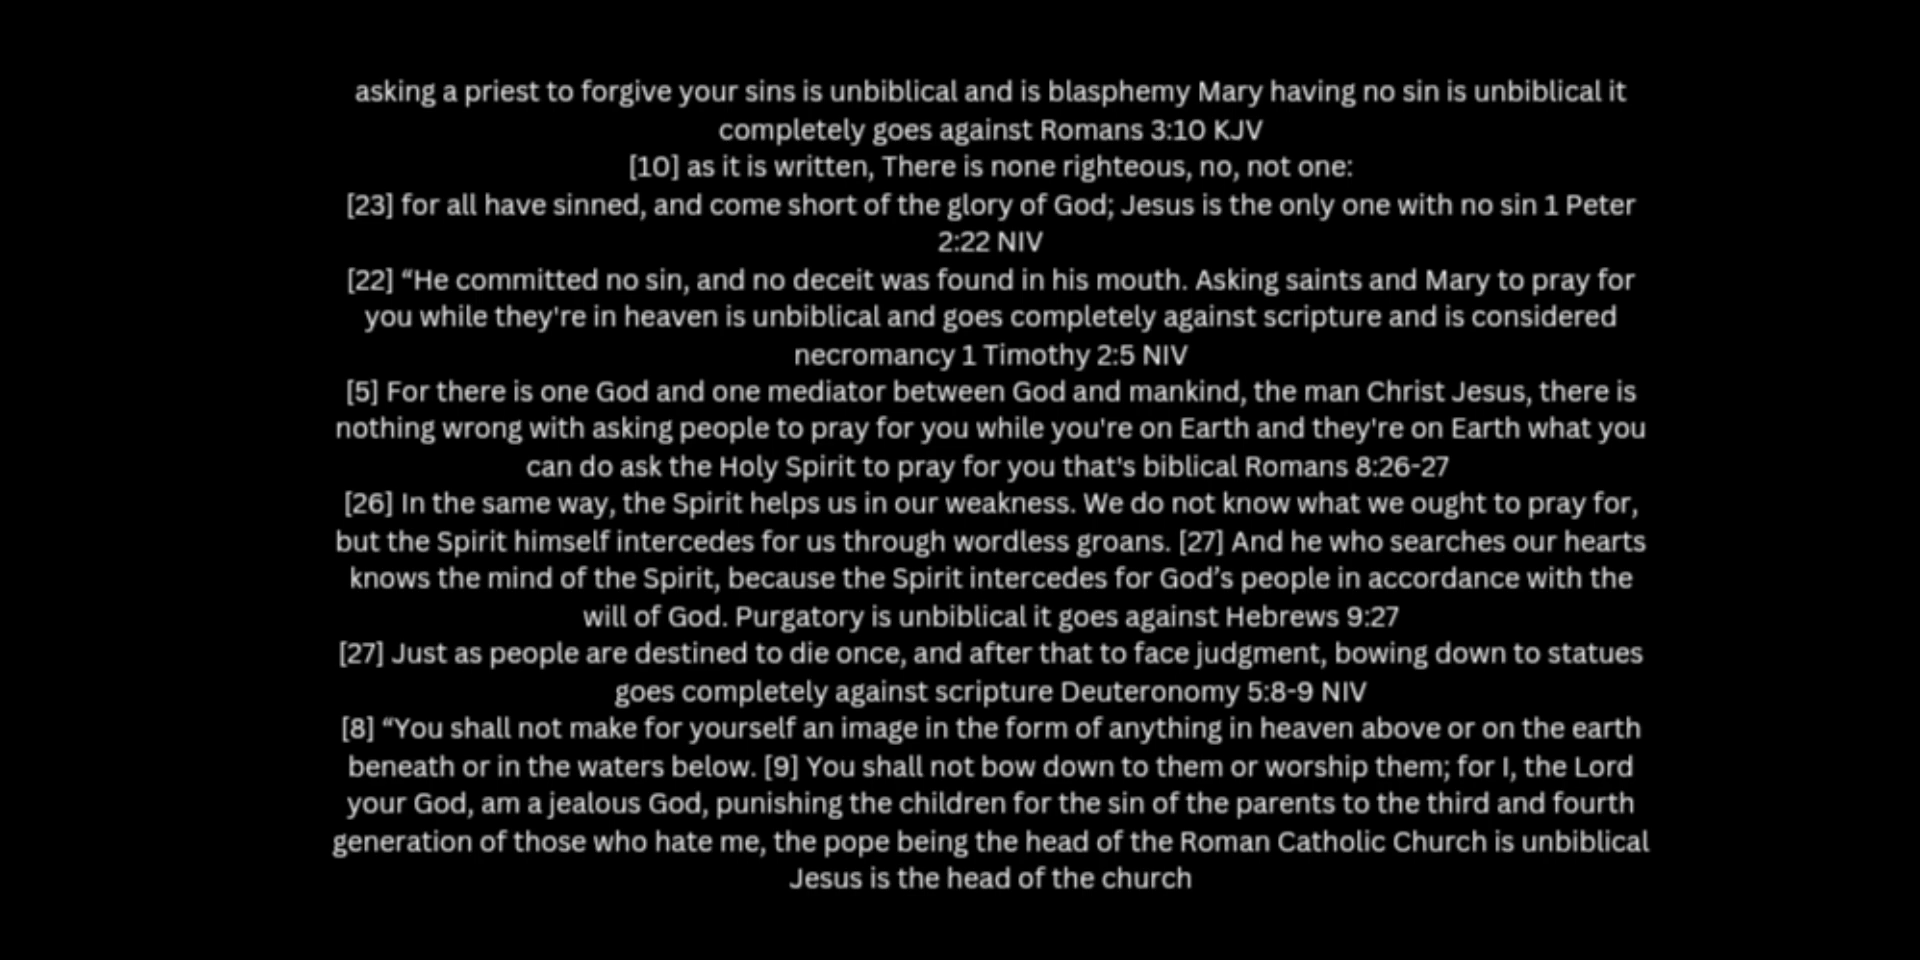 asking a priest to forgive your sins is unbiblical and is blasphemy Mary having no sin is unbiblical it
completely goes against Romans 3:10 KJV
[10] as it is written, There is none righteous, no, not one:
[23] for all have sinned, and come short of the glory of God; Jesus is the only one with no sin 1 Peter
2:22 NIV
[22] “He committed no sin, and no deceit was found in his mouth. Asking saints and Mary to pray for
you while they're in heaven is unbiblical and goes completely against scripture and is considered
necromancy 1 Timothy 2:5 NIV
[5] For there is one God and one mediator between God and mankind, the man Christ Jesus, there is
nothing wrong with asking people to pray for you while you're on Earth and they're on Earth what you
can do ask the Holy Spirit to pray for you that's biblical Romans 8:26-27
[26] In the same way, the Spirit helps us in our weakness. We do not know what we ought to pray for,
but the Spirit himself intercedes for us through wordless groans. [27] And he who searches our hearts
knows the mind of the Spirit, because the Spirit intercedes for God’s people in accordance with the
will of God. Purgatory is unbiblical it goes against Hebrews 9:27
[27] Just as people are destined to die once, and after that to face judgment, bowing down to statues
goes completely against scripture Deuteronomy 5:8-9 NIV
[8] “You shall not make for yourself an image in the form of anything in heaven above or on the earth
beneath or in the waters below. [9] You shall not bow down to them or worship them; for I, the Lord
your God, am a jealous God, punishing the children for the sin of the parents to the third and fourth
generation of those who hate me, the pope being the head of the Roman Catholic Church is unbiblical
Jesus is the head of the church